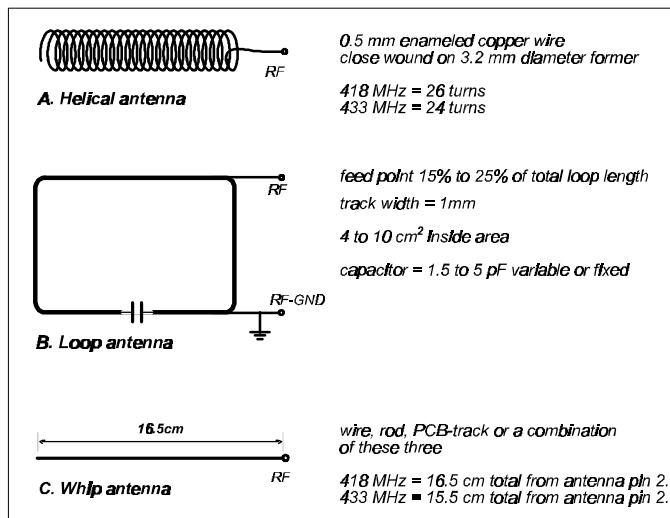 RF
A. Helical antenna
0.5 mm enameled copper wire
close wound on 3.2 mm diameter former
418 MHz = 26 turns
433 MHz = 24 turns
RF
RF-GND
B. Loop antenna
feed point 15% to 25% of total loop length
track width = 1mm
4 to 10 cm² inside area
capacitor = 1.5 to 5 pF variable or fixed
16.5cm
RF
C. Whip antenna
wire, rod, PCB-track or a combination
of these three
418 MHz = 16.5 cm total from antenna pin 2.
433 MHz = 15.5 cm total from antenna pin 2.